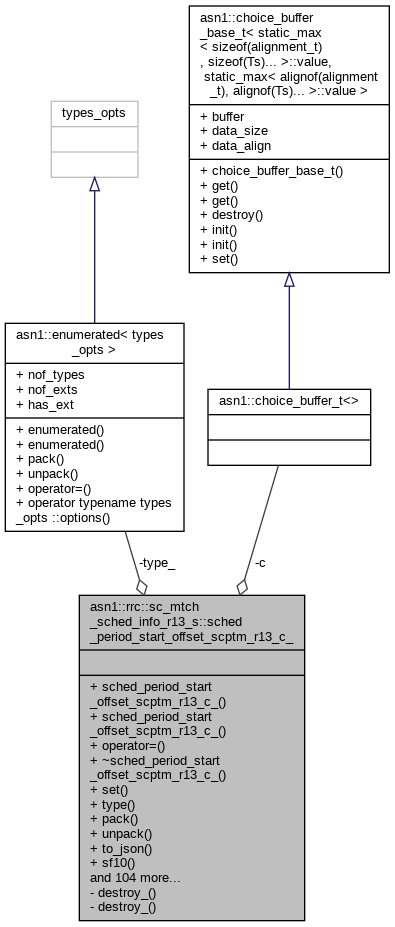 asn1::choice_buffer
_base_t< static_max
< sizeof(alignment_t)
, sizeof(Ts)... >::value,
static_max< alignof(alignment
_t), alignof(Ts)... >::value >
+ buffer
+ data_size
+ data_align
+ choice_buffer_base_t()
+ get()
+ get()
+ destroy()
+ init()
+ init()
+ set()
types_opts
asn1::enumerated< types
_opts >
+ nof_types
+ nof_exts
+ has_ext
+ enumerated()
+ enumerated()
+ pack()
+ unpack()
+ operator=()
+ operator typename types
_opts ::options()
asn1::choice_buffer_t<>
-type_
-c
asn1::rrc::sc_mtch
_sched_info_r13_s::sched
_period_start_offset_scptm_r13_c_
+ sched_period_start
_offset_scptm_r13_c_()
+ sched_period_start
_offset_scptm_r13_c_()
+ operator=()
+ ~sched_period_start
_offset_scptm_r13_c_()
+ set()
+ type()
+ pack()
+ unpack()
+ to_json()
+ sf10()
and 104 more...
- destroy_()
- destroy_()